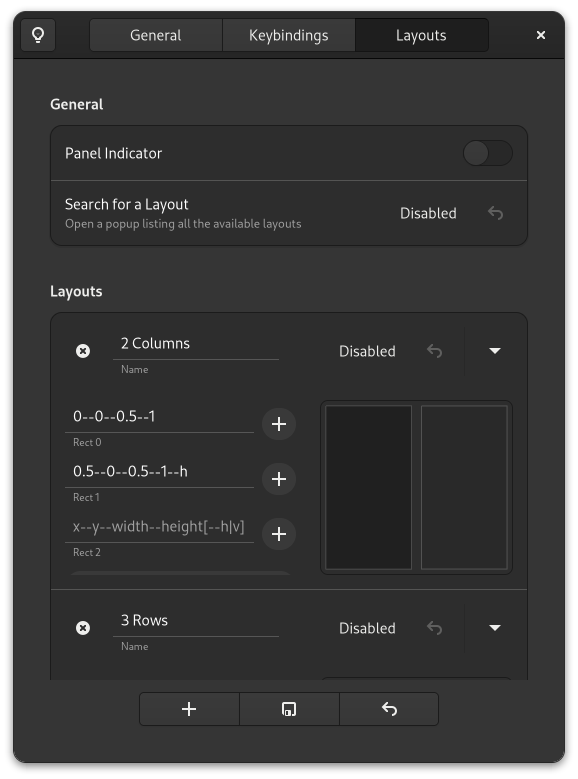 General
Keybindings
Layouts
General
Panel Indicator
Search for a Layout
Open a popup listing all the available layouts
Disabled
Layouts
2 Columns
Name
Disabled
0--0--0.5--1
Rect 0
0.5--0--0.5--1--h
Rect 1
x--y--width--height[--h|v]
Rect 2
3 Rows
Name
Disabled